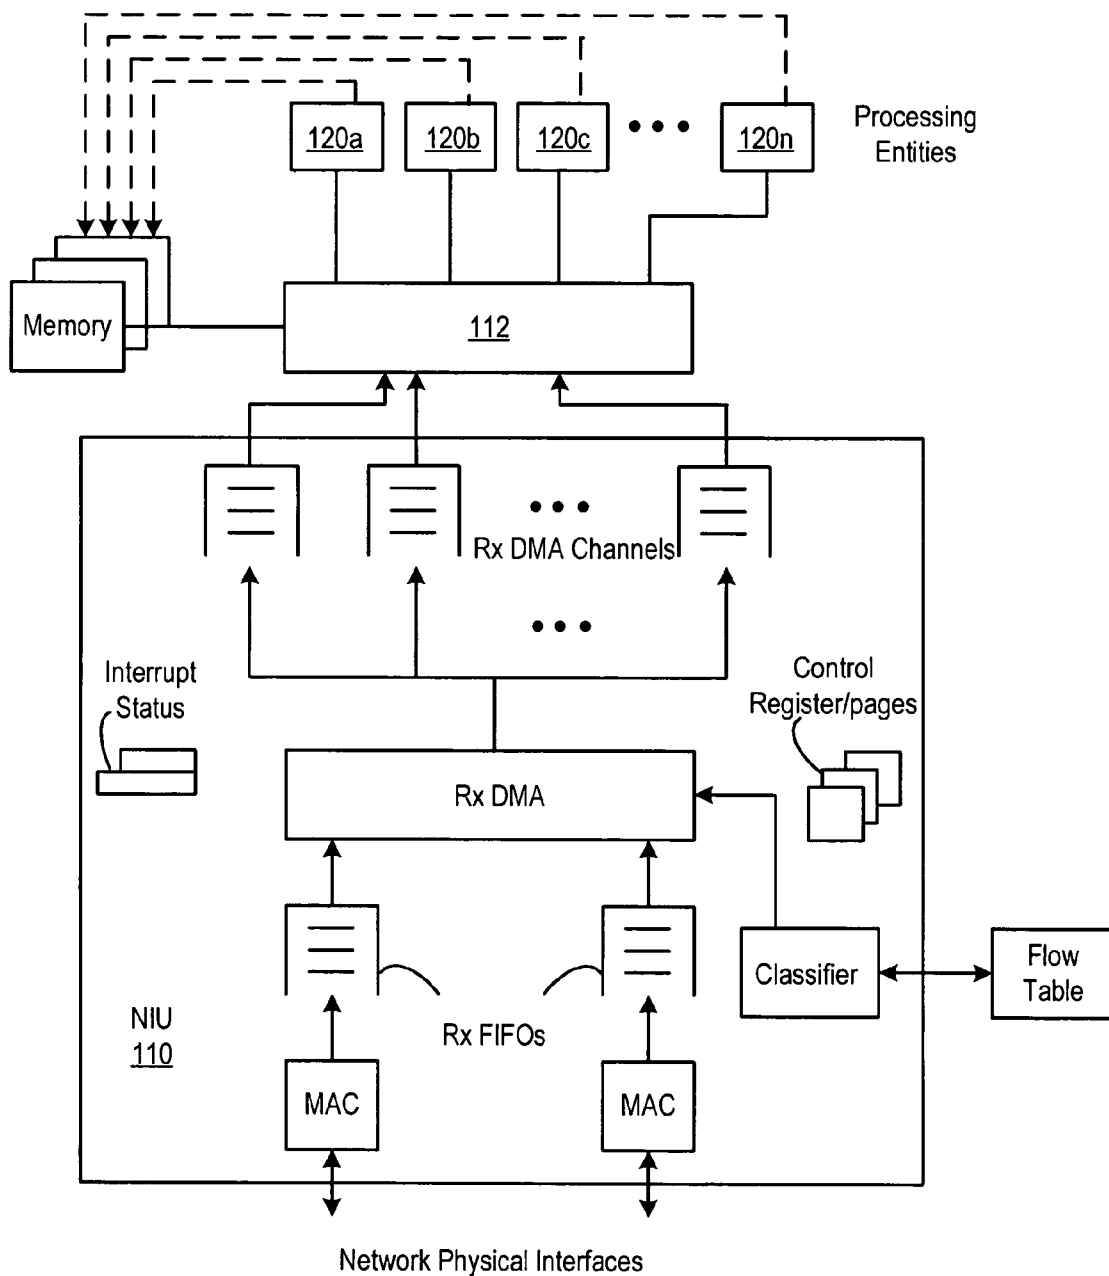 120a
120b
120c
120n
Processing
Entities
Memory
112
Rx DMA Channels
Interrupt
Status
Control
Register/pages
Rx DMA
Classifier
Flow
Table
NIU
110
Rx FIFOs
MAC
MAC
Network Physical Interfaces